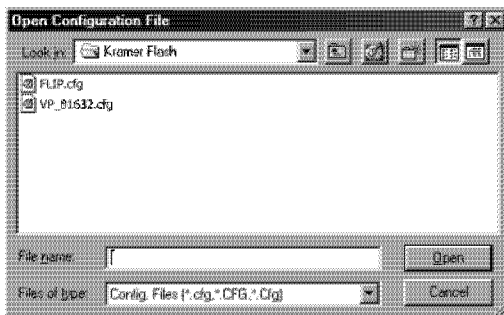 Open Configuration File
Look in: Kramer Flash
FLIP.cfg
VP_81632.cfg
File name:
Open
Files of type: Config. Files (*.cfg,*.CFG,*.Cfg)
Cancel